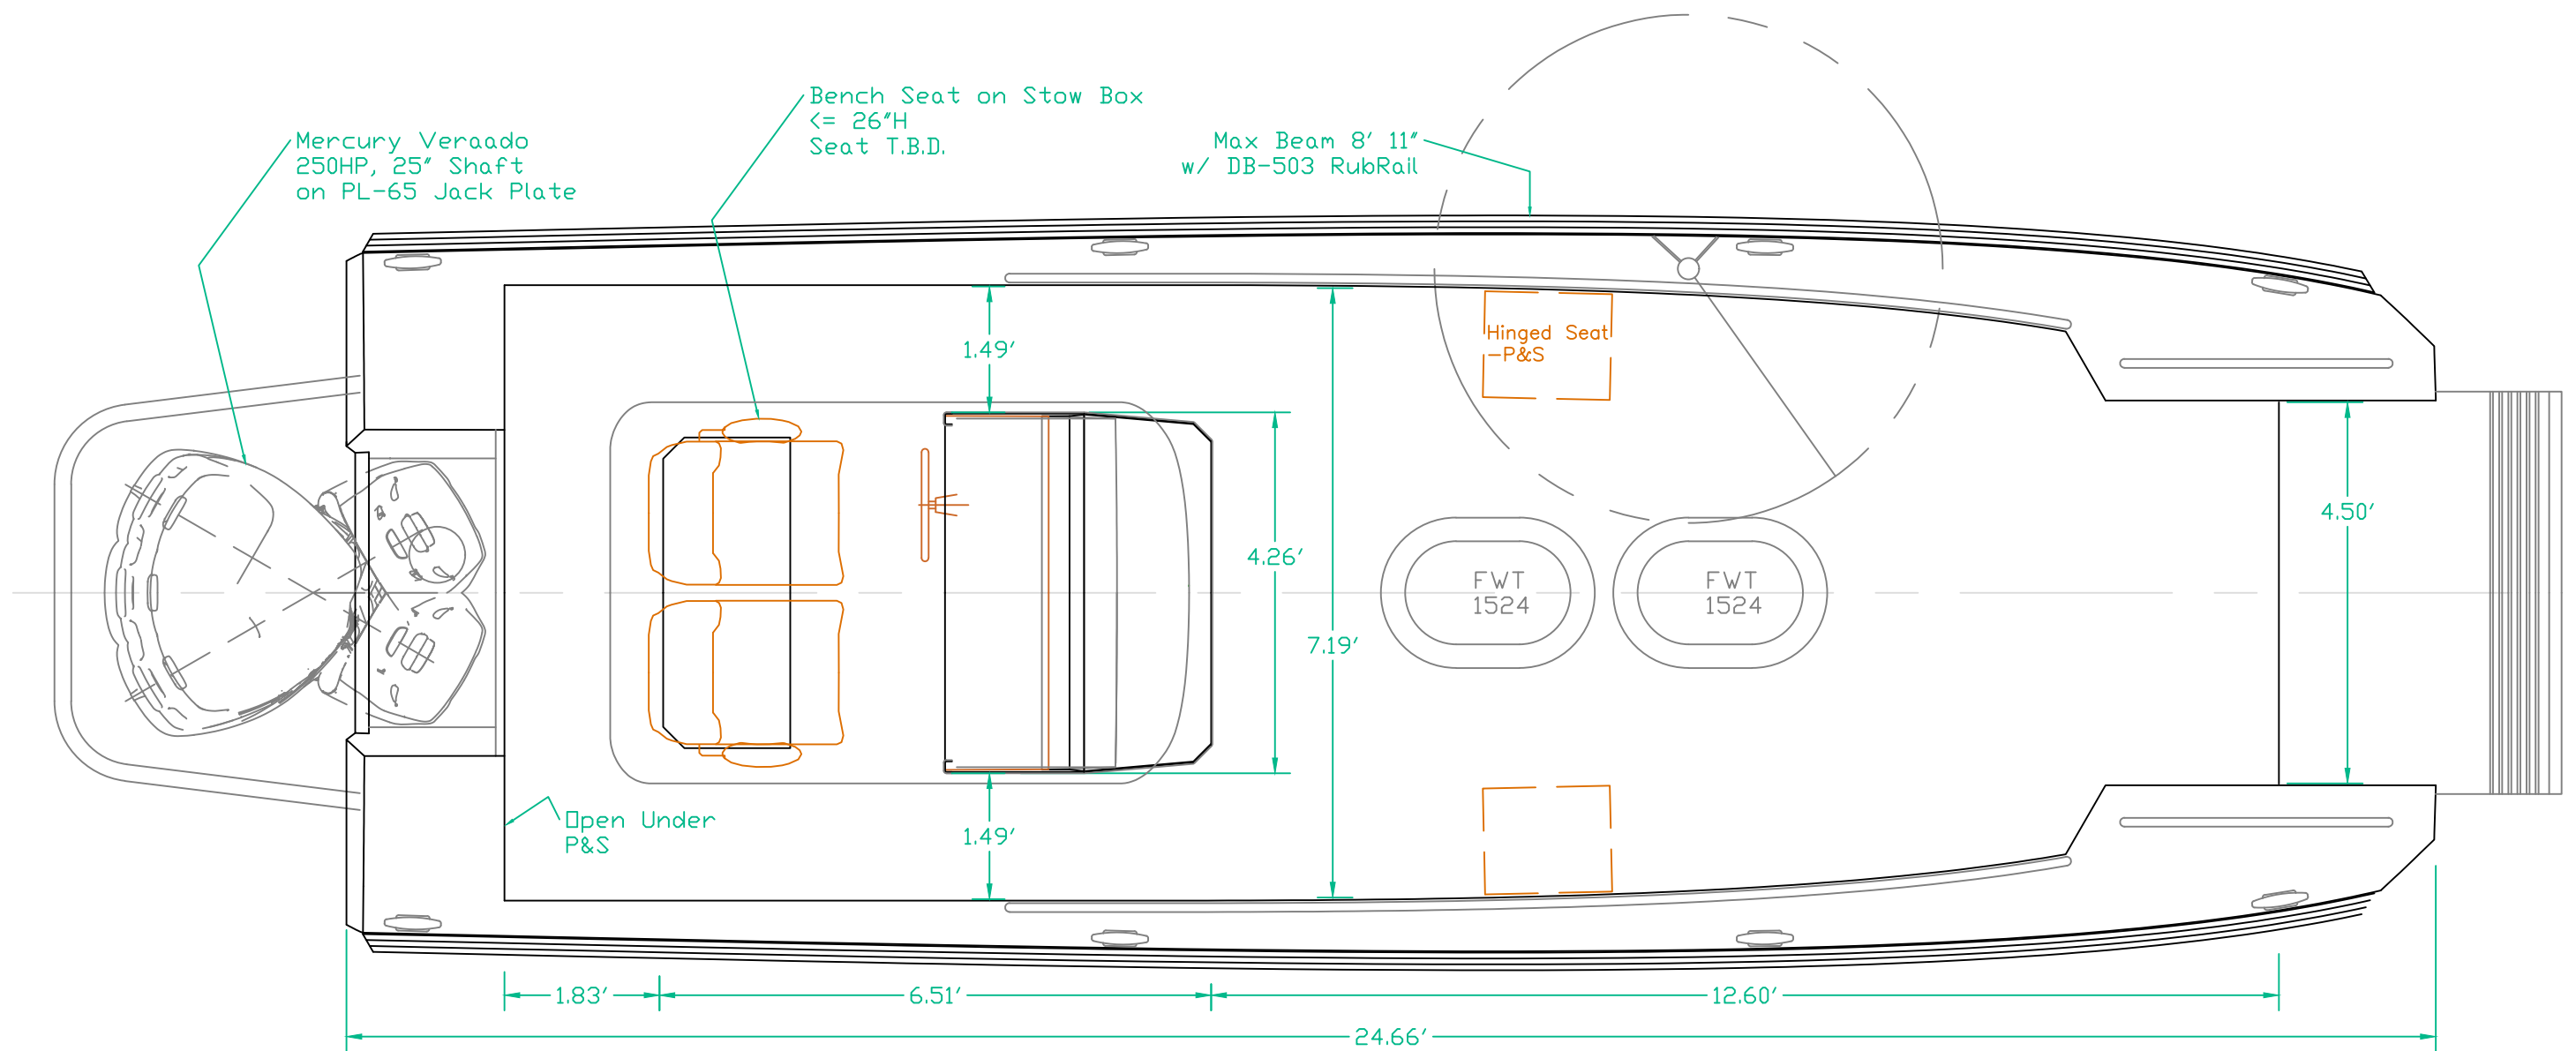 Bench Seat on Stow Box
<= 26"H
Seat T.B.D.
Mercury Veraado
250HP, 25" Shaft
on PL-65 Jack Plate
Max Beam 8' 11"
w/ DB-503 RubRail
Hinged Seat
-P&S
1.49'
4.50'
4.26'
FWT
1524
FWT
1524
7.19'
Open Under
P&S
1.49'
1.83'
6.51'
12.60'
24.66'